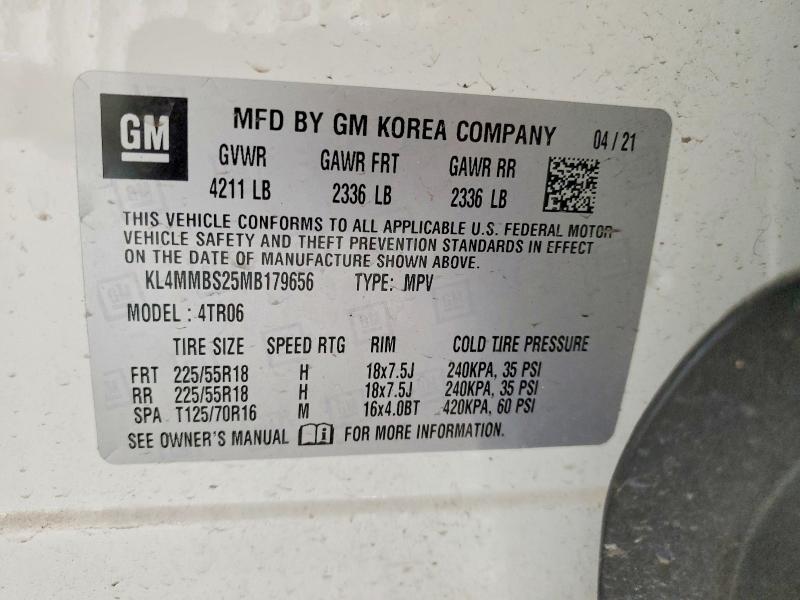 GM
MFD BY GM KOREA COMPANY 04 / 21
GVWR GAWR FRT GAWR RR
4211 LB 2336 LB 2336 LB
THIS VEHICLE CONFORMS TO ALL APPLICABLE U.S. FEDERAL MOTOR
VEHICLE SAFETY AND THEFT PREVENTION STANDARDS IN EFFECT
ON THE DATE OF MANUFACTURE SHOWN ABOVE.
KL4MMBS25MB179656 TYPE: MPV
MODEL : 4TR06
TIRE SIZE SPEED RTG RIM COLD TIRE PRESSURE
FRT 225/55R18 H 18x7.5J 240KPA, 35 PSI
RR 225/55R18 H 18x7.5J 240KPA, 35 PSI
SPA T125/70R16 M 16x4.0BT 420KPA, 60 PSI
SEE OWNER'S MANUAL i FOR MORE INFORMATION.